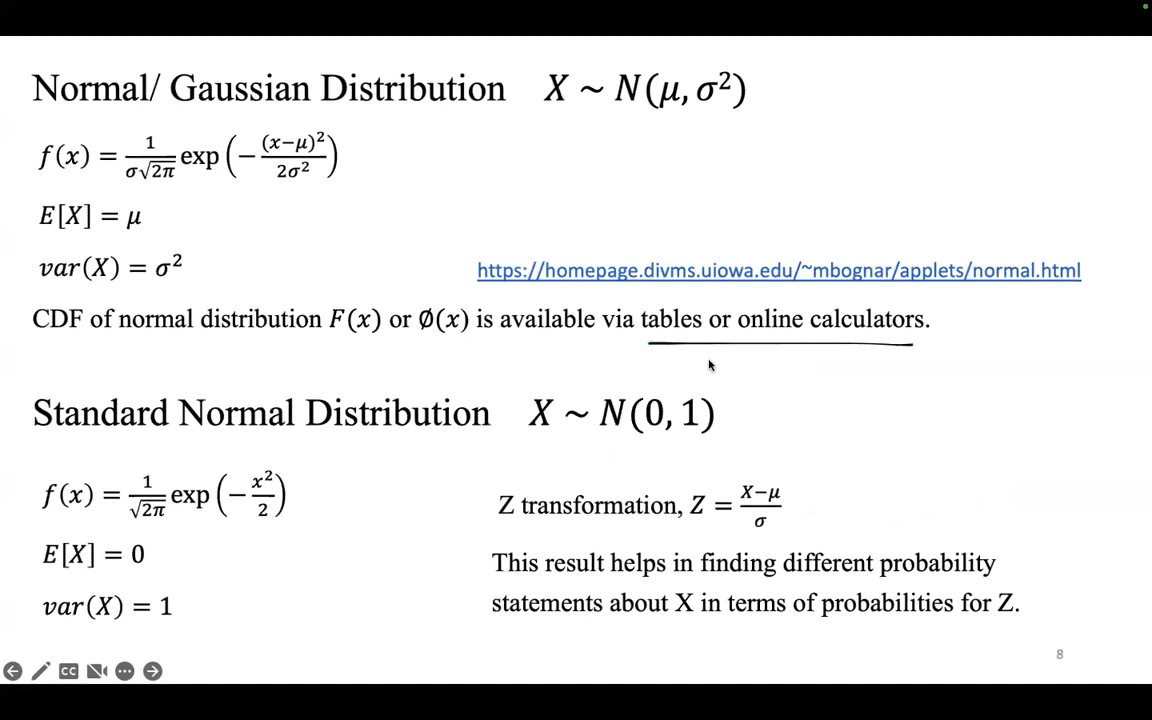 Normal/ Gaussian Distribution X ~ N(μ, σ²)
f(x) = 1/(σ√2π) exp(−(x−μ)²/(2σ²))
E[X] = μ
var(X) = σ²
https://homepage.divms.uiowa.edu/~mbognar/applets/normal.html
CDF of normal distribution F(x) or Ø(x) is available via tables or online calculators.
Standard Normal Distribution X ~ N(0, 1)
f(x) = 1/√2π exp(−x²/2)
E[X] = 0
var(X) = 1
Z transformation, Z = (X−μ)/σ
This result helps in finding different probability
statements about X in terms of probabilities for Z.
8
CC